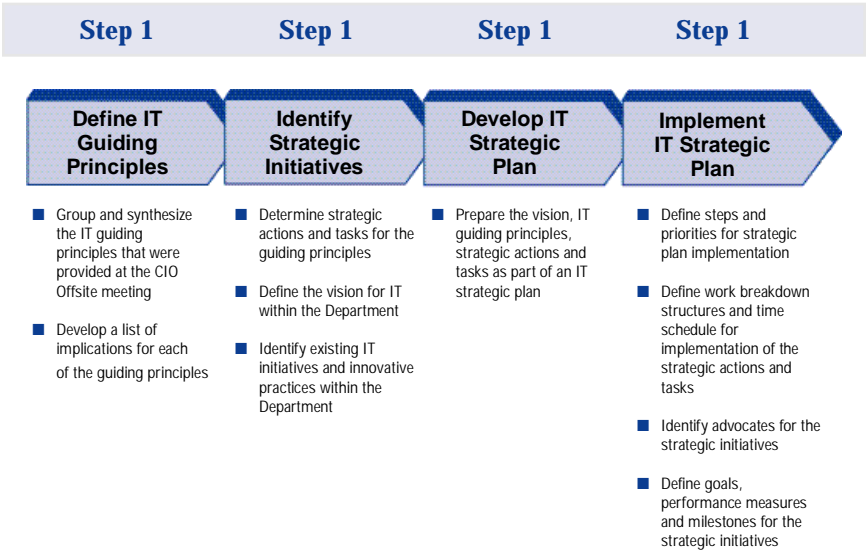 Step 1
Step 1
Step 1
Step 1
Define IT
Guiding
Principles
Identify
Strategic
Initiatives
Develop IT
Strategic
Plan
Implement
IT Strategic
Plan
Group and synthesize
the IT guiding
principles that were
provided at the CIO
Offsite meeting
Develop a list of
implications for each
of the guiding principles
Determine strategic
actions and tasks for the
guiding principles
Define the vision for IT
within the Department
Identify existing IT
initiatives and innovative
practices within the
Department
Prepare the vision, IT
guiding principles,
strategic actions and
tasks as part of an IT
strategic plan
Define steps and
priorities for strategic
plan implementation
Define work breakdown
structures and time
schedule for
implementation of the
strategic actions and
tasks
Identify advocates for the
strategic initiatives
Define goals,
performance measures
and milestones for the
strategic initiatives